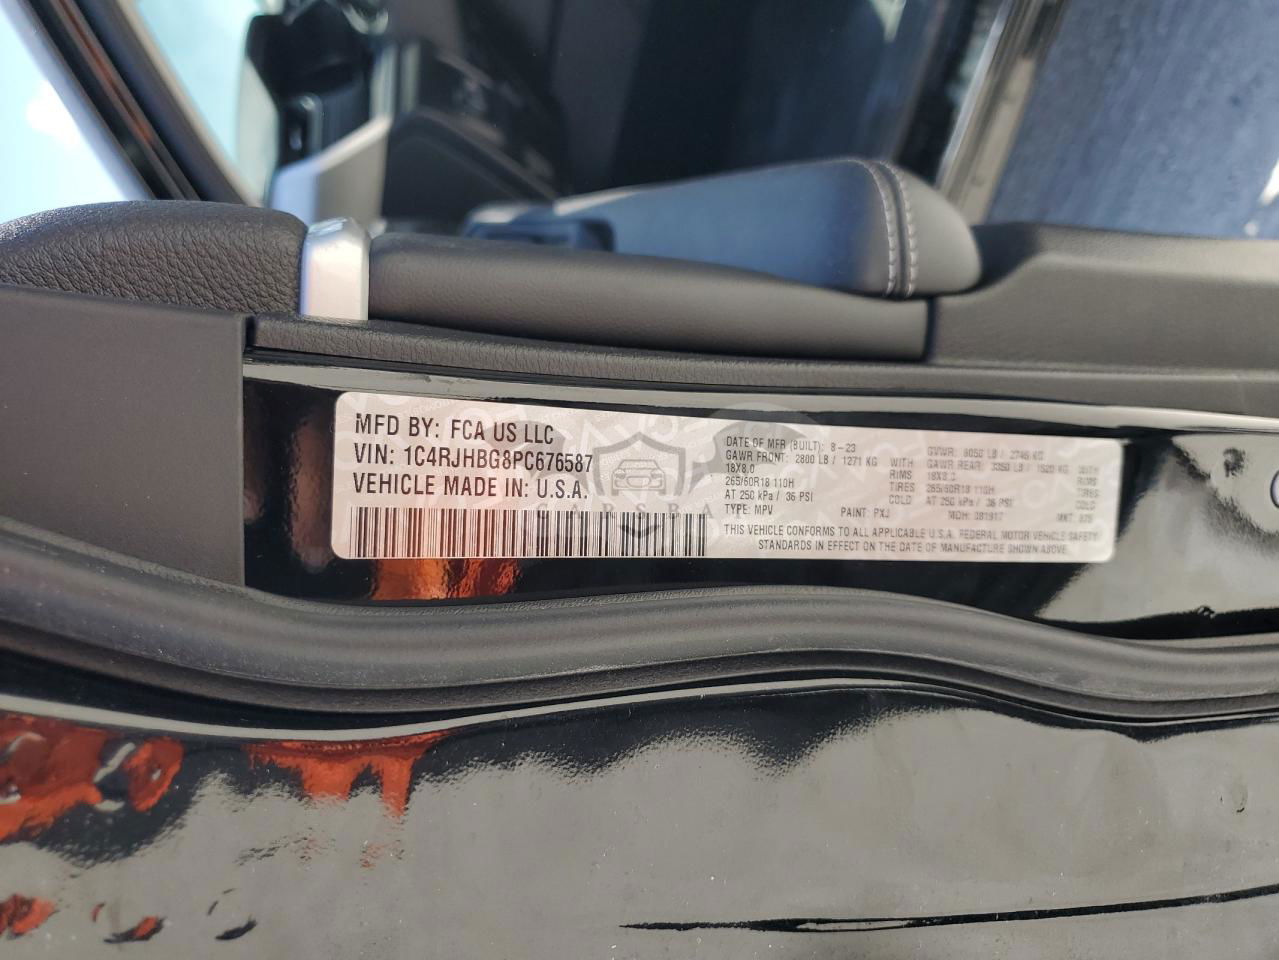 MFD BY: FCA US LLC
VIN: 1C4RJHBG8PC676587
VEHICLE MADE IN: U.S.A.
DATE OF MFR (BUILT): 8-23 GVWR: 6050 LB / 2746 KG
GAWR FRONT: 2800 LB / 1271 KG WITH GAWR REAR: 3350 LB / 1520 KG WITH
18X8.0 RIMS 18X8.0 RIMS
265/60R18 110H TIRES 265/60R18 110H TIRES
AT 250 kPa / 36 PSI COLD AT 250 kPa / 36 PSI COLD
TYPE: MPV PAINT: PXJ MDH: 081917
THIS VEHICLE CONFORMS TO ALL APPLICABLE U.S.A. FEDERAL MOTOR VEHICLE SAFETY
STANDARDS IN EFFECT ON THE DATE OF MANUFACTURE SHOWN ABOVE
CARSBAY